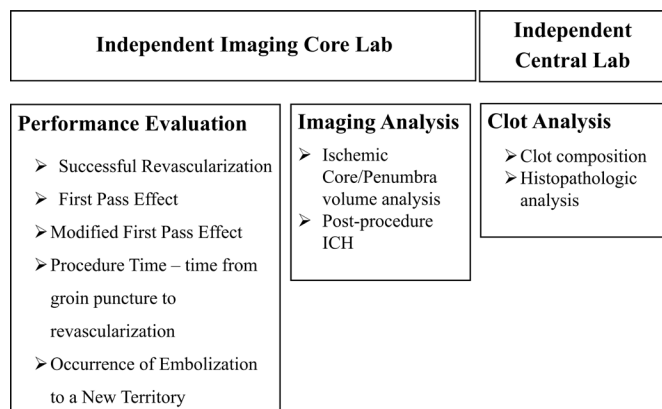 Independent Imaging Core Lab
Independent
Central Lab
Performance Evaluation
➢ Successful Revascularization
➢ First Pass Effect
➢ Modified First Pass Effect
➢ Procedure Time – time from
groin puncture to
revascularization
➢ Occurrence of Embolization
to a New Territory
Imaging Analysis
➢ Ischemic
Core/Penumbra
volume analysis
➢ Post-procedure
ICH
Clot Analysis
➢ Clot composition
➢ Histopathologic
analysis